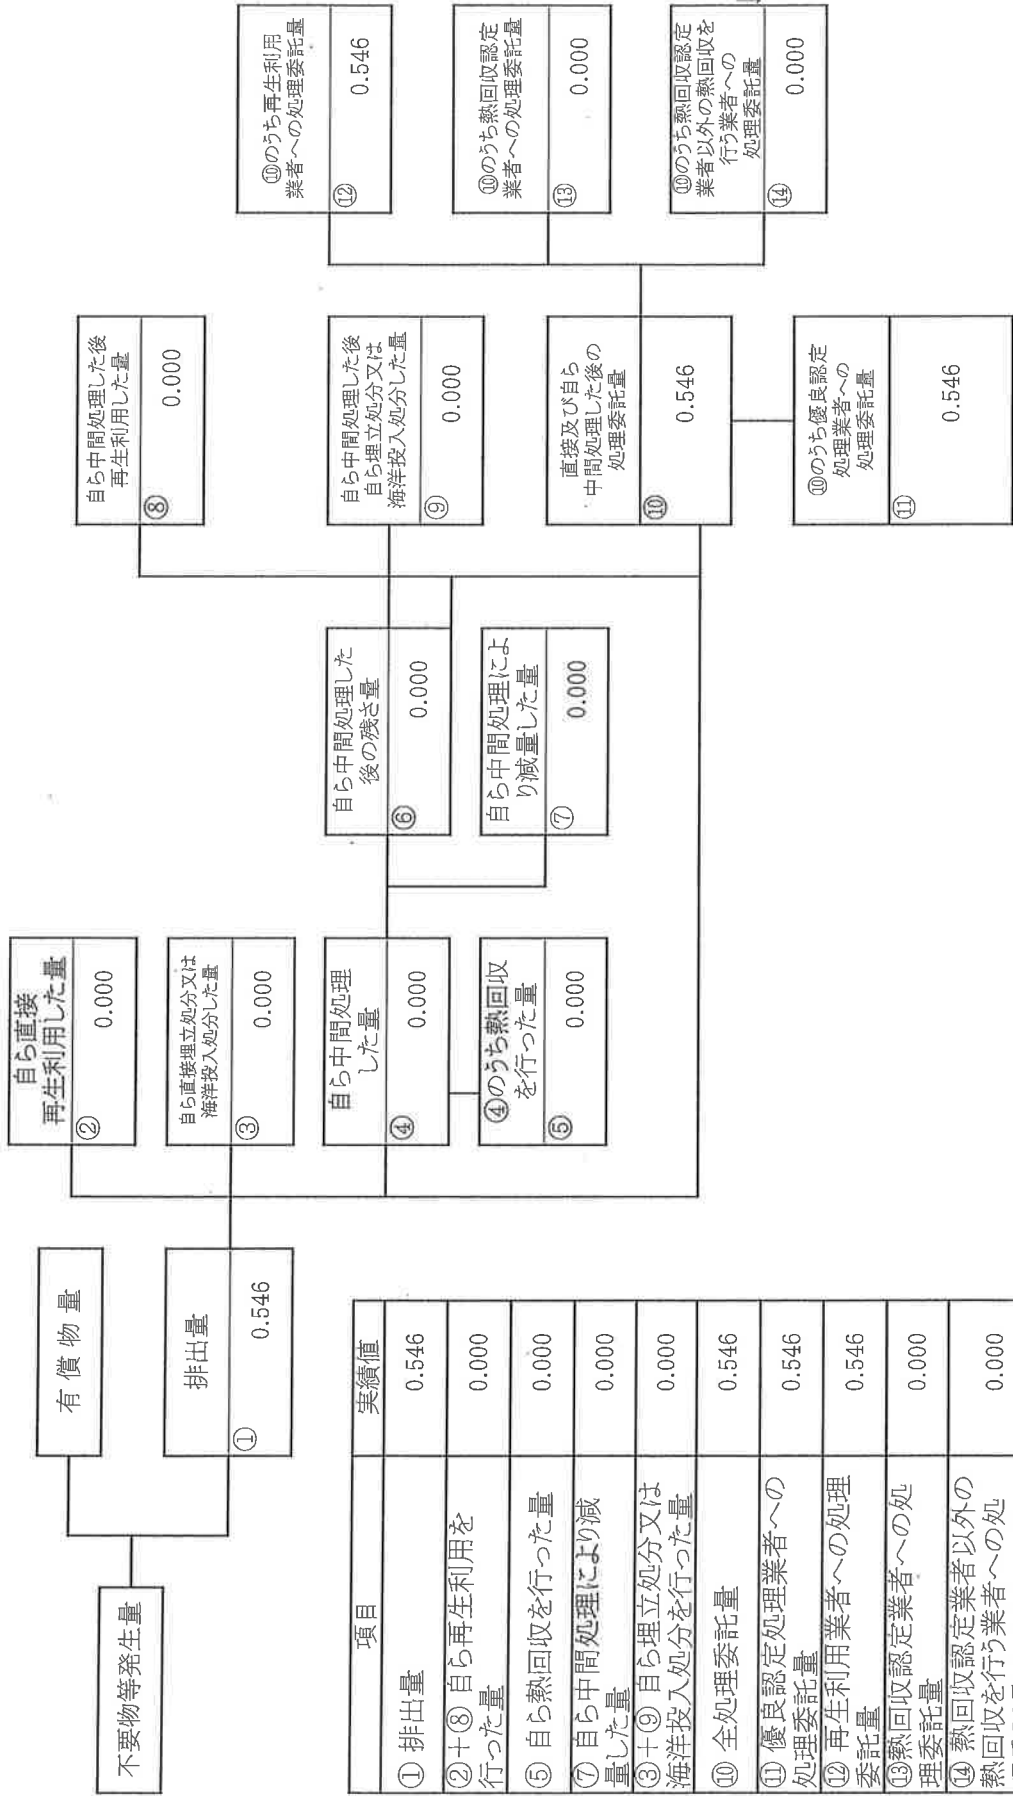 不要物等発生量
有償物量
排出量
①
0.546
自ら直接
再生利用した量
②
0.000
自ら直接埋立処分又は
海洋投入処分した量
③
0.000
自ら中間処理
した量
④
0.000
④のうち熱回収
を行った量
⑤
0.000
自ら中間処理した
後の残さ量
⑥
0.000
自ら中間処理によ
り減量した量
⑦
0.000
自ら中間処理した後
再生利用した量
⑧
0.000
自ら中間処理した後
自ら埋立処分又は
海洋投入処分した量
⑨
0.000
直接及び自ら
中間処理した後の
処理委託量
⑩
0.546
⑩のうち優良認定
処理業者への
処理委託量
⑪
0.546
⑩のうち再生利用
業者への処理委託量
⑫
0.546
⑩のうち熱回収認定
業者への処理委託量
⑬
0.000
⑩のうち熱回収認定
業者以外の熱回収を
行う業者への
処理委託量
⑭
0.000
項目 実績値
①排出量 0.546
②+⑧ 自ら再生利用を
行った量 0.000
⑤ 自ら熱回収を行った量 0.000
⑦ 自ら中間処理により減
量した量 0.000
③+⑨ 自ら埋立処分又は
海洋投入処分を行った量 0.000
⑩ 全処理委託量 0.546
⑪ 優良認定処理業者への
処理委託量 0.546
⑫ 再生利用業者への処理
委託量 0.546
⑬熱回収認定業者への処
理委託量 0.000
⑭ 熱回収認定業者以外の
熱回収を行う業者への処 0.000